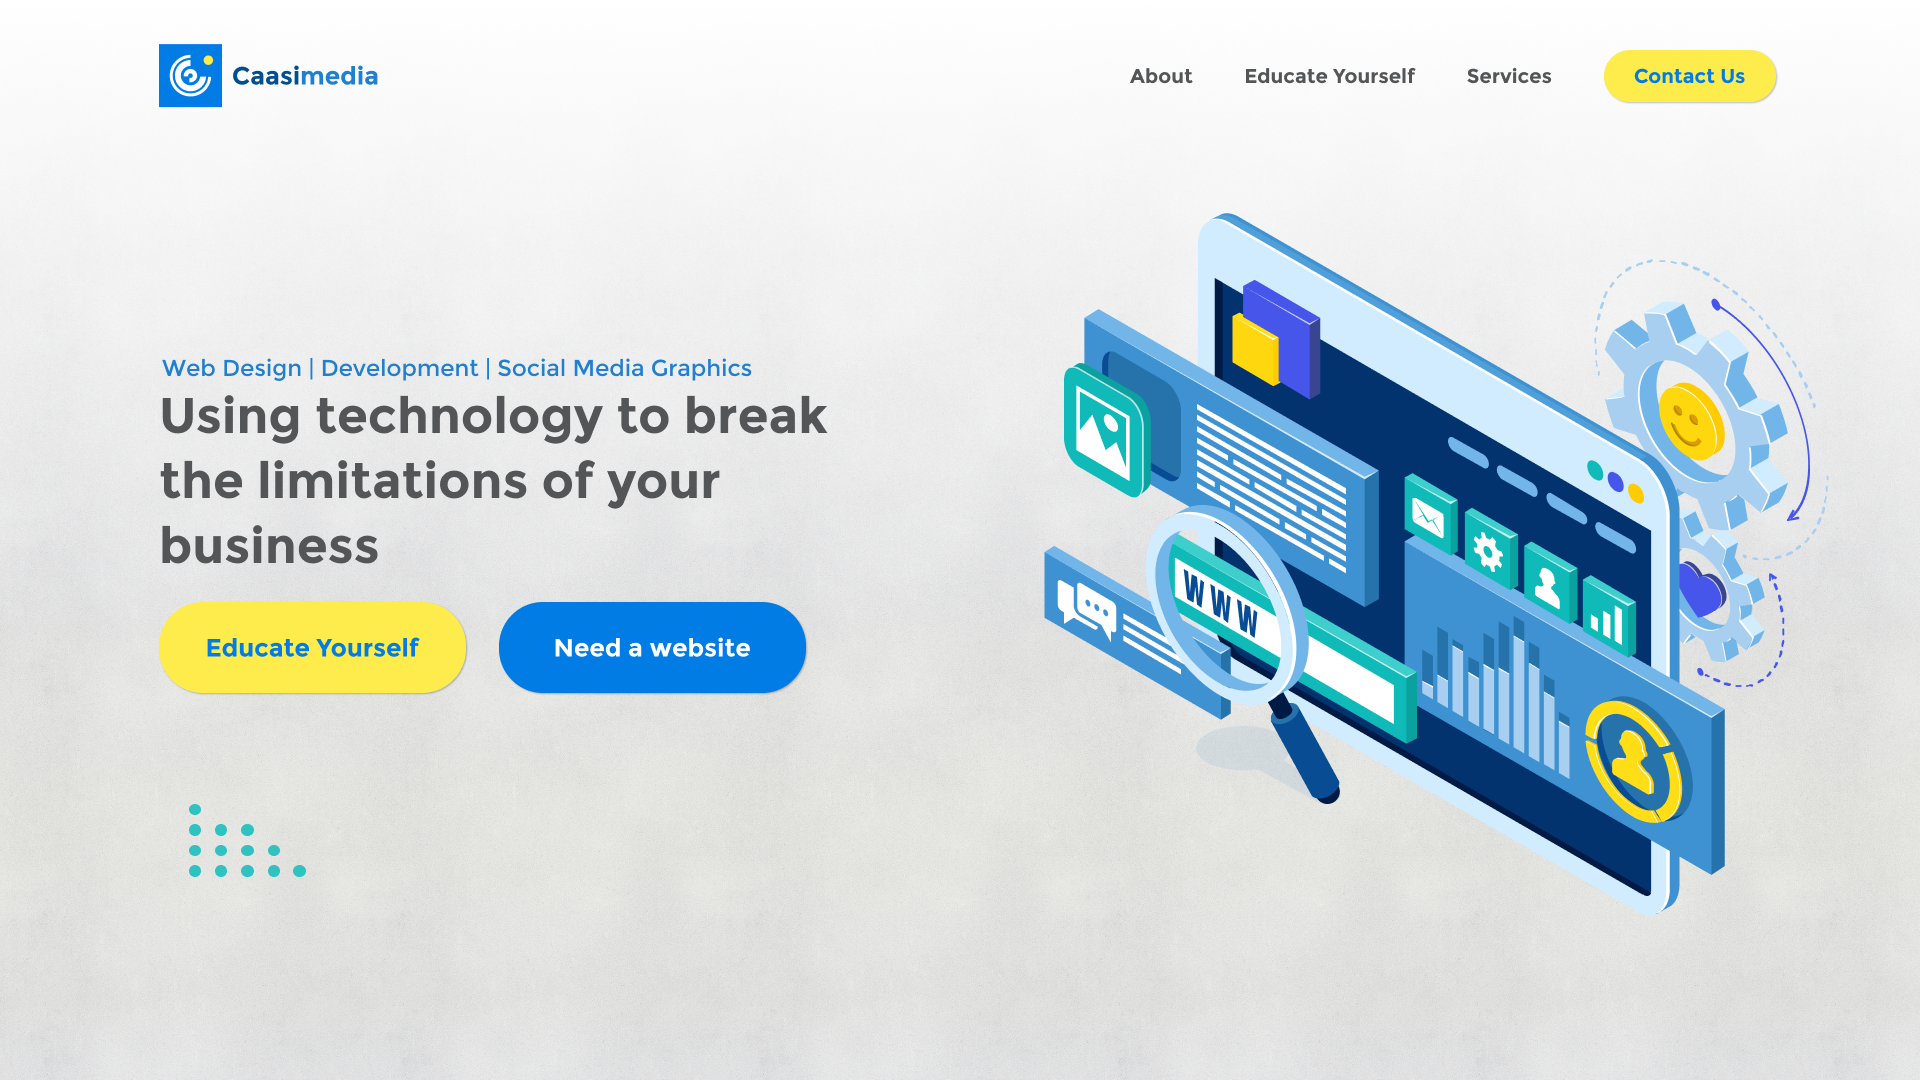 Caasimedia
About
Educate Yourself
Services
Contact Us
Web Design | Development | Social Media Graphics
Using technology to break
the limitations of your
business
Educate Yourself
Need a website
WWW